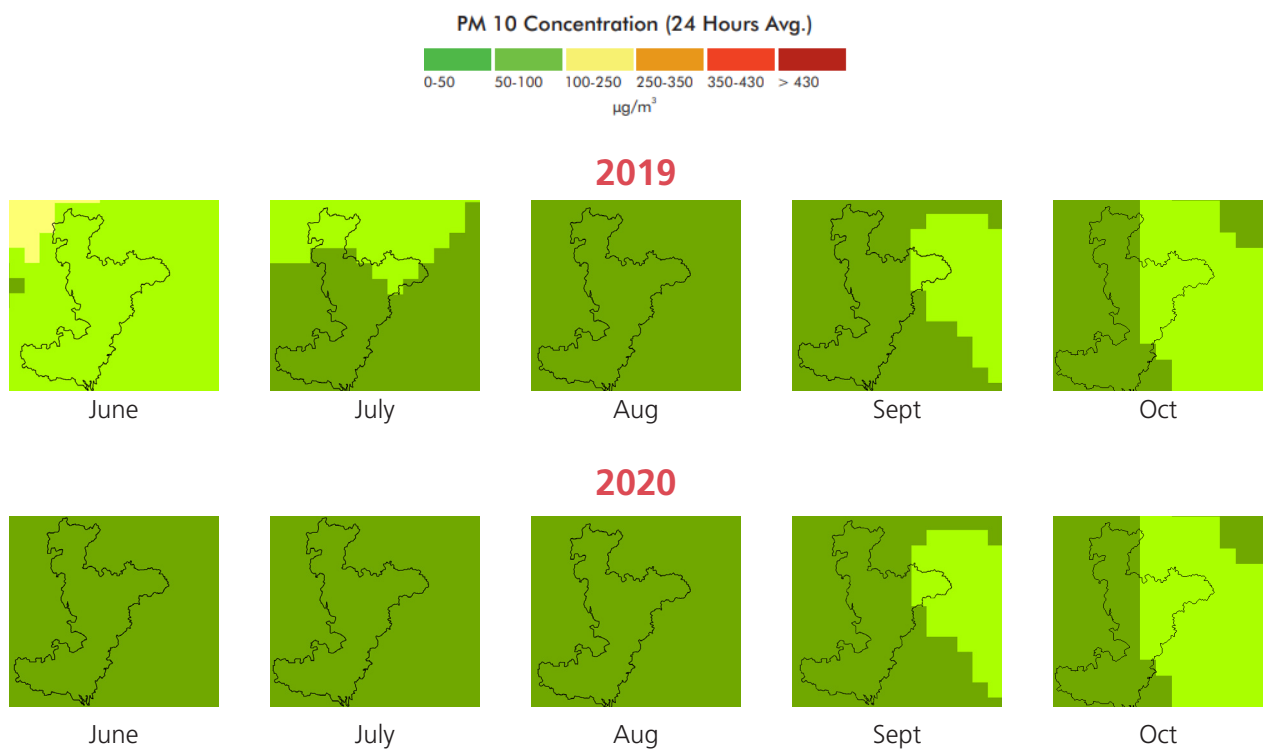 PM 10 Concentration (24 Hours Avg.)
0-50 50-100 100-250 250-350 350-430 > 430
µg/m³
2019
June July Aug Sept Oct
2020
June July Aug Sept Oct